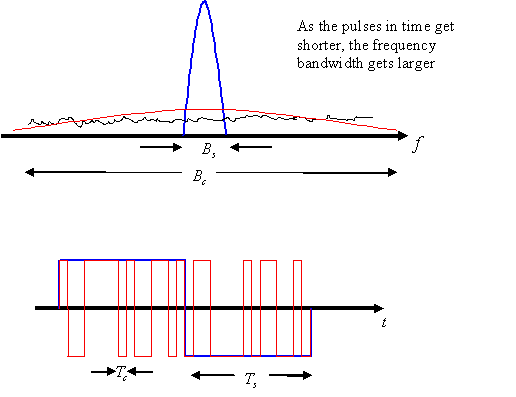 As the pulses in time get
shorter, the frequency
bandwidth gets larger
f
Bs
Bc
t
Tc
Ts